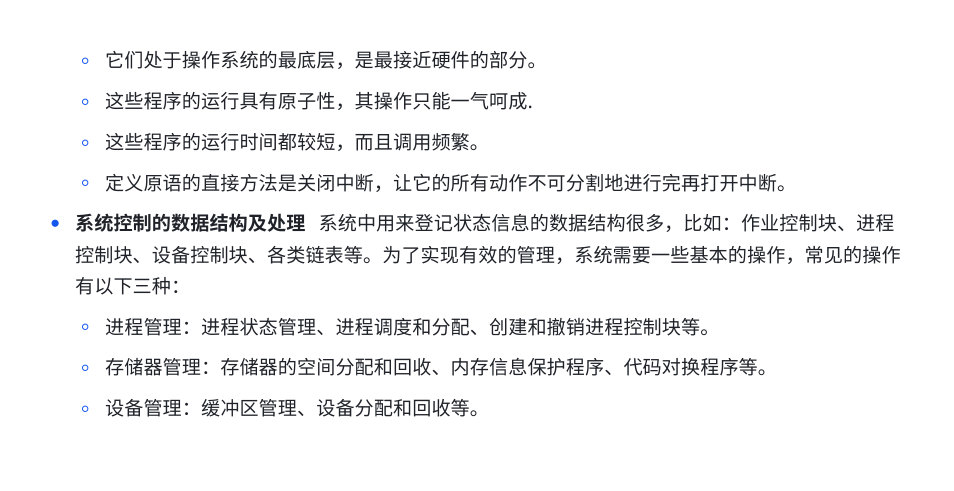 它们处于操作系统的最底层，是最接近硬件的部分。
这些程序的运行具有原子性，其操作只能一气呵成.
这些程序的运行时间都较短，而且调用频繁。
定义原语的直接方法是关闭中断，让它的所有动作不可分割地进行完再打开中断。
系统控制的数据结构及处理 系统中用来登记状态信息的数据结构很多，比如：作业控制块、进程
控制块、设备控制块、各类链表等。为了实现有效的管理，系统需要一些基本的操作，常见的操作
有以下三种：
进程管理：进程状态管理、进程调度和分配、创建和撤销进程控制块等。
存储器管理：存储器的空间分配和回收、内存信息保护程序、代码对换程序等。
设备管理：缓冲区管理、设备分配和回收等。